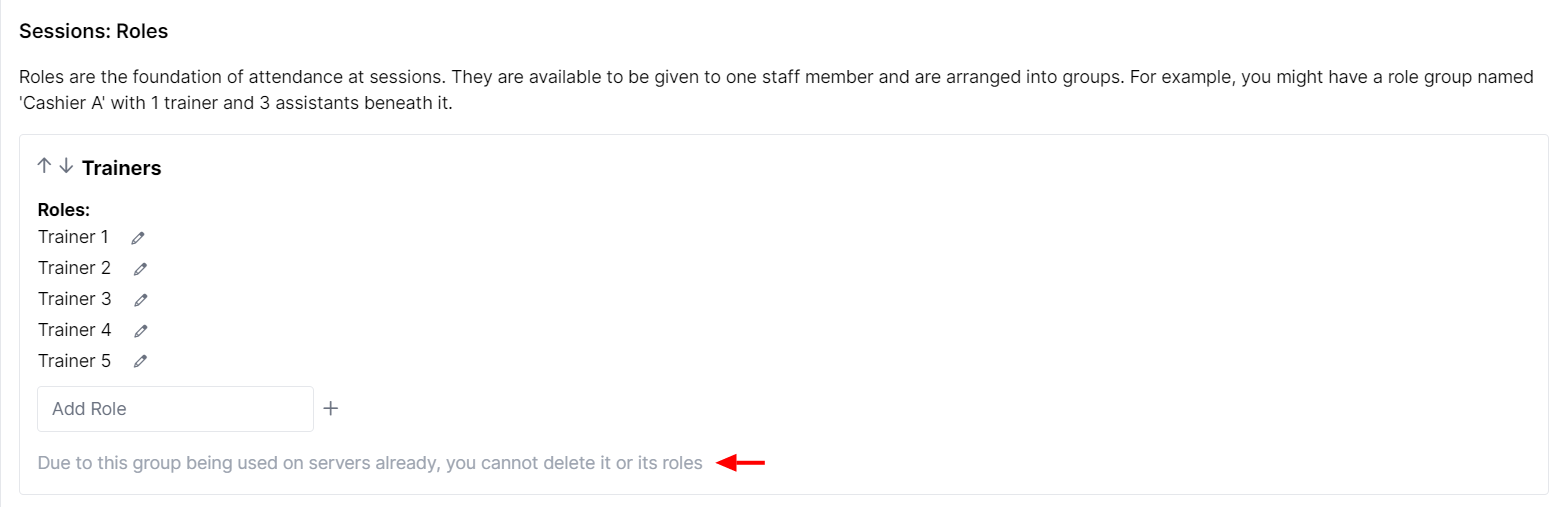 Sessions: Roles
Roles are the foundation of attendance at sessions. They are available to be given to one staff member and are arranged into groups. For example, you might have a role group named
'Cashier A' with 1 trainer and 3 assistants beneath it.
Trainers
Roles:
Trainer 1
Trainer 2
Trainer 3
Trainer 4
Trainer 5
Add Role
Due to this group being used on servers already, you cannot delete it or its roles